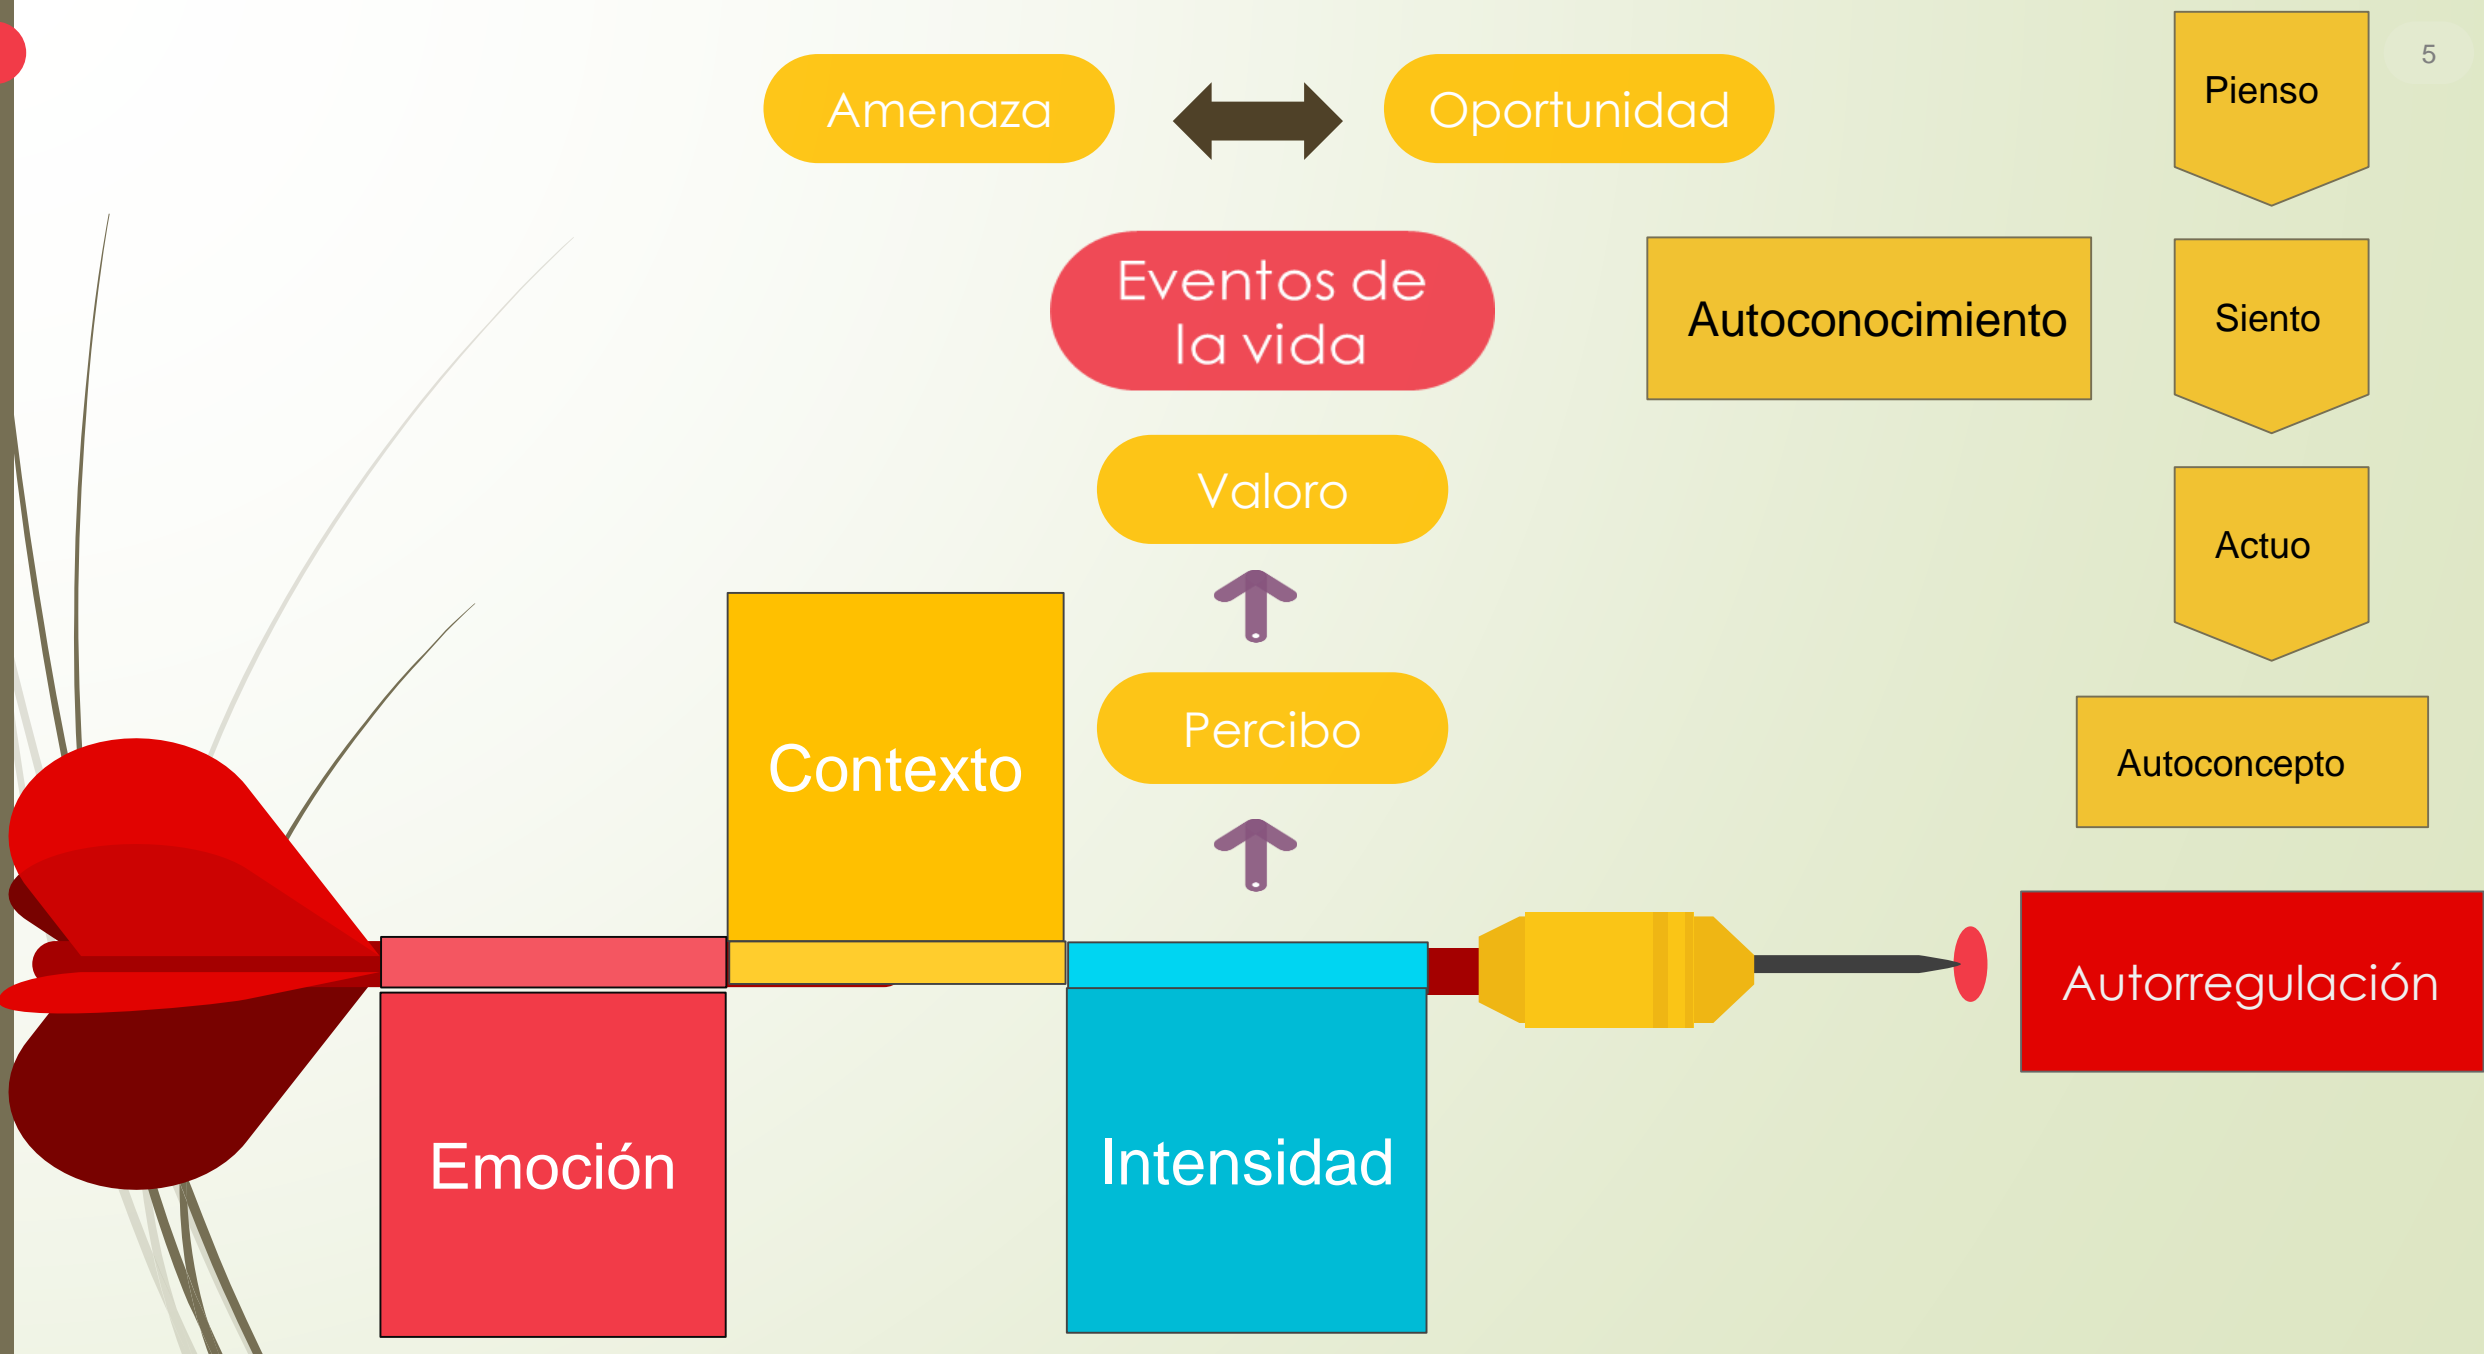 5
Amenaza
Oportunidad
Eventos de
la vida
Valoro
Percibo
Contexto
Emoción
Intensidad
Autoconocimiento
Pienso
Siento
Actuo
Autoconcepto
Autorregulación